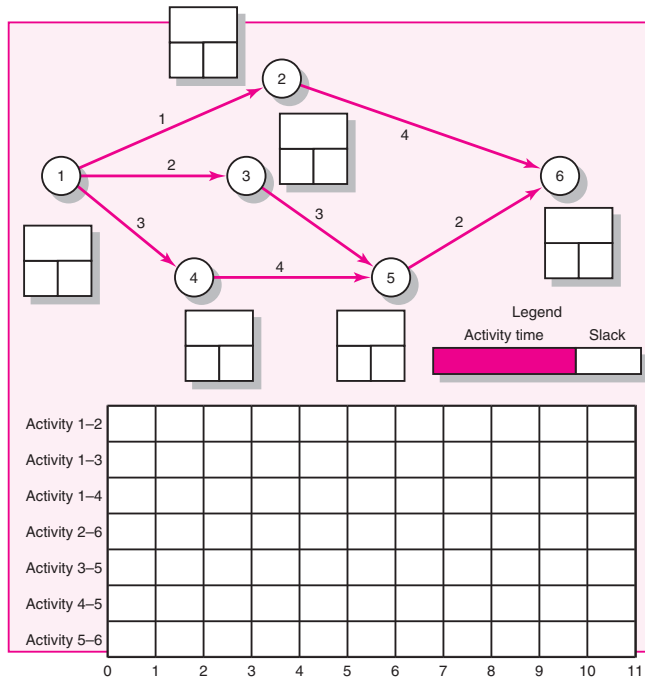 2
1
4
1
2
3
6
3
3
2
4
4
5
Legend
Activity time Slack
Activity 1–2
Activity 1–3
Activity 1–4
Activity 2–6
Activity 3–5
Activity 4–5
Activity 5–6
0 1 2 3 4 5 6 7 8 9 10 11